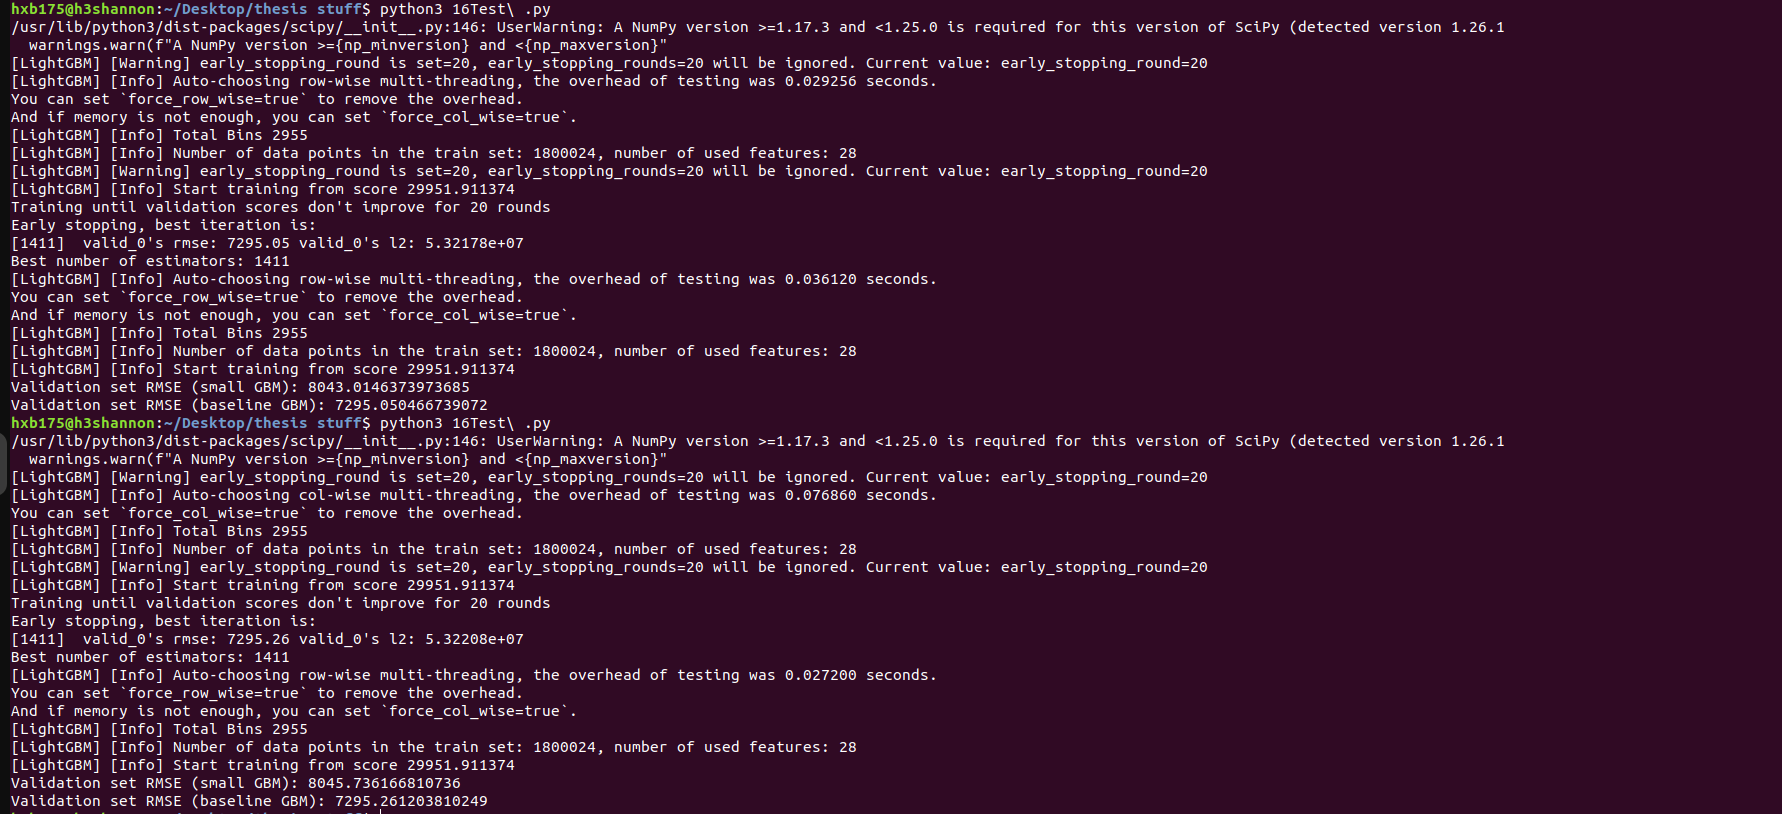 hxb175@h3shannon:~/Desktop/thesis stuff$ python3 16Test\ .py
/usr/lib/python3/dist-packages/scipy/__init__.py:146: UserWarning: A NumPy version >=1.17.3 and <1.25.0 is required for this version of SciPy (detected version 1.26.1
  warnings.warn(f"A NumPy version >={np_minversion} and <{np_maxversion}"
[LightGBM] [Warning] early_stopping_round is set=20, early_stopping_rounds=20 will be ignored. Current value: early_stopping_round=20
[LightGBM] [Info] Auto-choosing row-wise multi-threading, the overhead of testing was 0.029256 seconds.
You can set `force_row_wise=true` to remove the overhead.
And if memory is not enough, you can set `force_col_wise=true`.
[LightGBM] [Info] Total Bins 2955
[LightGBM] [Info] Number of data points in the train set: 1800024, number of used features: 28
[LightGBM] [Warning] early_stopping_round is set=20, early_stopping_rounds=20 will be ignored. Current value: early_stopping_round=20
[LightGBM] [Info] Start training from score 29951.911374
Training until validation scores don't improve for 20 rounds
Early stopping, best iteration is:
[1411]  valid_0's rmse: 7295.05 valid_0's l2: 5.32178e+07
Best number of estimators: 1411
[LightGBM] [Info] Auto-choosing row-wise multi-threading, the overhead of testing was 0.036120 seconds.
You can set `force_row_wise=true` to remove the overhead.
And if memory is not enough, you can set `force_col_wise=true`.
[LightGBM] [Info] Total Bins 2955
[LightGBM] [Info] Number of data points in the train set: 1800024, number of used features: 28
[LightGBM] [Info] Start training from score 29951.911374
Validation set RMSE (small GBM): 8043.0146373973685
Validation set RMSE (baseline GBM): 7295.050466739072
hxb175@h3shannon:~/Desktop/thesis stuff$ python3 16Test\ .py
/usr/lib/python3/dist-packages/scipy/__init__.py:146: UserWarning: A NumPy version >=1.17.3 and <1.25.0 is required for this version of SciPy (detected version 1.26.1
  warnings.warn(f"A NumPy version >={np_minversion} and <{np_maxversion}"
[LightGBM] [Warning] early_stopping_round is set=20, early_stopping_rounds=20 will be ignored. Current value: early_stopping_round=20
[LightGBM] [Info] Auto-choosing col-wise multi-threading, the overhead of testing was 0.076860 seconds.
You can set `force_col_wise=true` to remove the overhead.
[LightGBM] [Info] Total Bins 2955
[LightGBM] [Info] Number of data points in the train set: 1800024, number of used features: 28
[LightGBM] [Warning] early_stopping_round is set=20, early_stopping_rounds=20 will be ignored. Current value: early_stopping_round=20
[LightGBM] [Info] Start training from score 29951.911374
Training until validation scores don't improve for 20 rounds
Early stopping, best iteration is:
[1411]  valid_0's rmse: 7295.26 valid_0's l2: 5.32208e+07
Best number of estimators: 1411
[LightGBM] [Info] Auto-choosing row-wise multi-threading, the overhead of testing was 0.027200 seconds.
You can set `force_row_wise=true` to remove the overhead.
And if memory is not enough, you can set `force_col_wise=true`.
[LightGBM] [Info] Total Bins 2955
[LightGBM] [Info] Number of data points in the train set: 1800024, number of used features: 28
[LightGBM] [Info] Start training from score 29951.911374
Validation set RMSE (small GBM): 8045.736166810736
Validation set RMSE (baseline GBM): 7295.261203810249